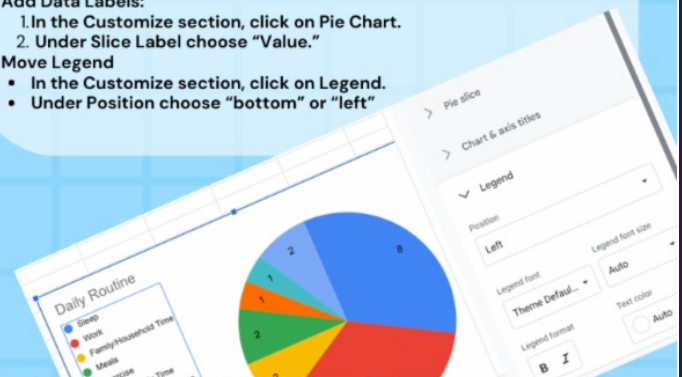 Add Data Labels:
1. In the Customize section, click on Pie Chart.
2. Under Slice Label choose “Value.”
Move Legend
• In the Customize section, click on Legend.
• Under Position choose “bottom” or “left”
Pie slice
Chart & axis titles
Legend
Position
Left
Legend font
Legend font size
Theme Defaul...
Auto
Legend format
Text color
B I
Auto
Daily Routine
Sleep
Work
Family/Household Time
Meals
2
8
1
1
2